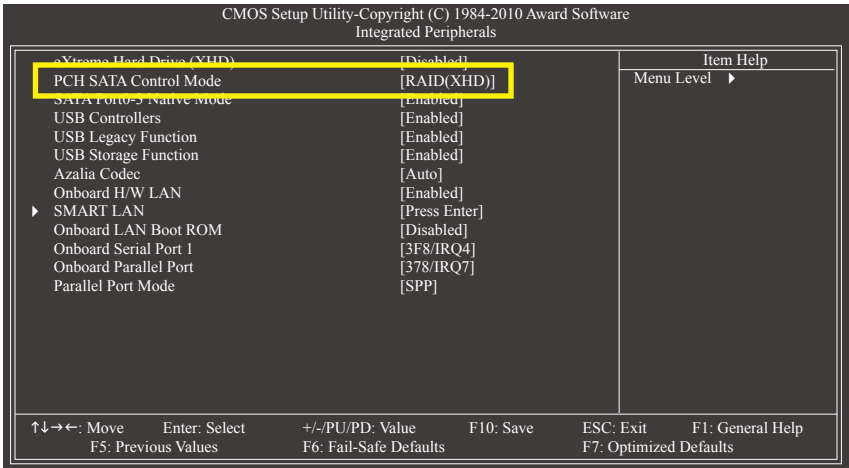 CMOS Setup Utility-Copyright (C) 1984-2010 Award Software
Integrated Peripherals
eXtreme Hard Drive (XHD) [Disabled]
PCH SATA Control Mode [RAID(XHD)]
SATA Port0-3 Native Mode [Enabled]
USB Controllers [Enabled]
USB Legacy Function [Enabled]
USB Storage Function [Enabled]
Azalia Codec [Auto]
Onboard H/W LAN [Enabled]
SMART LAN [Press Enter]
Onboard LAN Boot ROM [Disabled]
Onboard Serial Port 1 [3F8/IRQ4]
Onboard Parallel Port [378/IRQ7]
Parallel Port Mode [SPP]
Item Help
Menu Level ▶
↑↓→←: Move Enter: Select +/-/PU/PD: Value F10: Save ESC: Exit F1: General Help
F5: Previous Values F6: Fail-Safe Defaults F7: Optimized Defaults